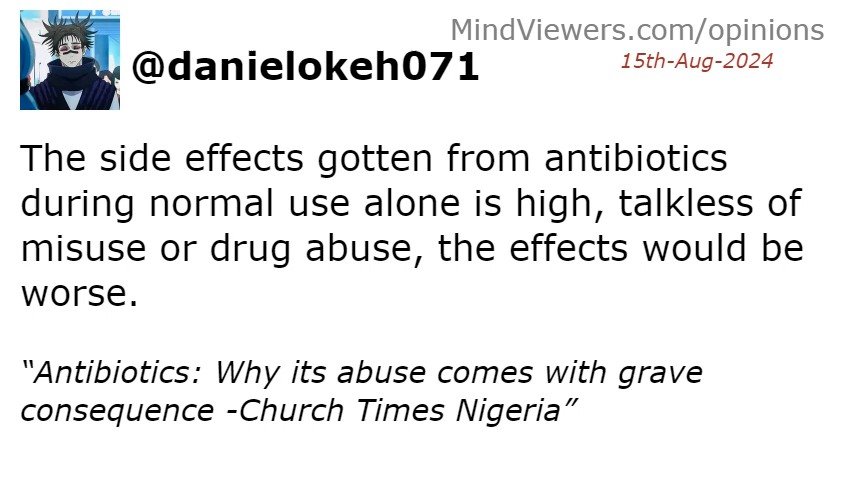 MindViewers.com/opinions
@danielokeh071
15th-Aug-2024
The side effects gotten from antibiotics
during normal use alone is high, talkless of
misuse or drug abuse, the effects would be
worse.
“Antibiotics: Why its abuse comes with grave
consequence -Church Times Nigeria”